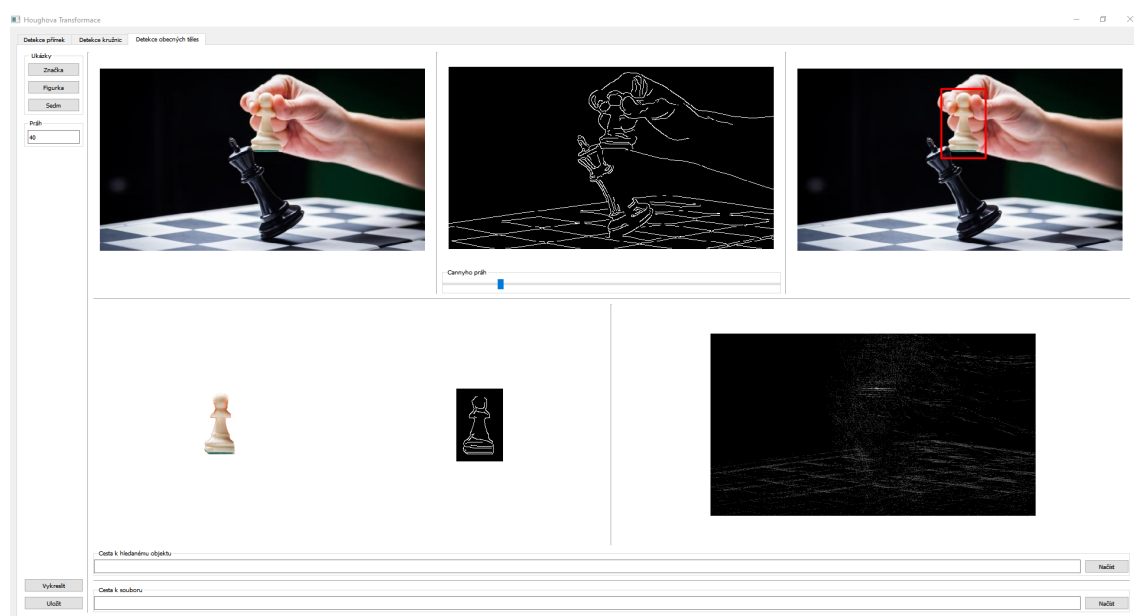 Houghova Transformace
Detekce přímek Detekce kružnic Detekce obecných těles
Ukázky
Značka
Figurka
Sedm
Práh
40
Cannyho práh
Cesta k hledanému objektu
Načíst
Vykreslit
Cesta k souboru
Uložit
Načíst